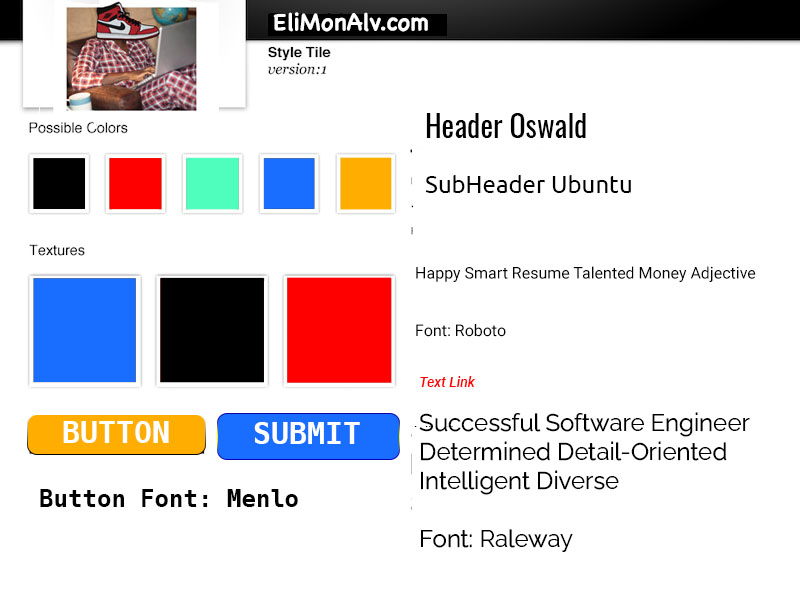 EliMonAlv.com
Style Tile
version:1
Possible Colors
Textures
BUTTON
SUBMIT
Button Font: Menlo
Header Oswald
SubHeader Ubuntu
Happy Smart Resume Talented Money Adjective
Font: Roboto
Text Link
Successful Software Engineer
Determined Detail-Oriented
Intelligent Diverse
Font: Raleway